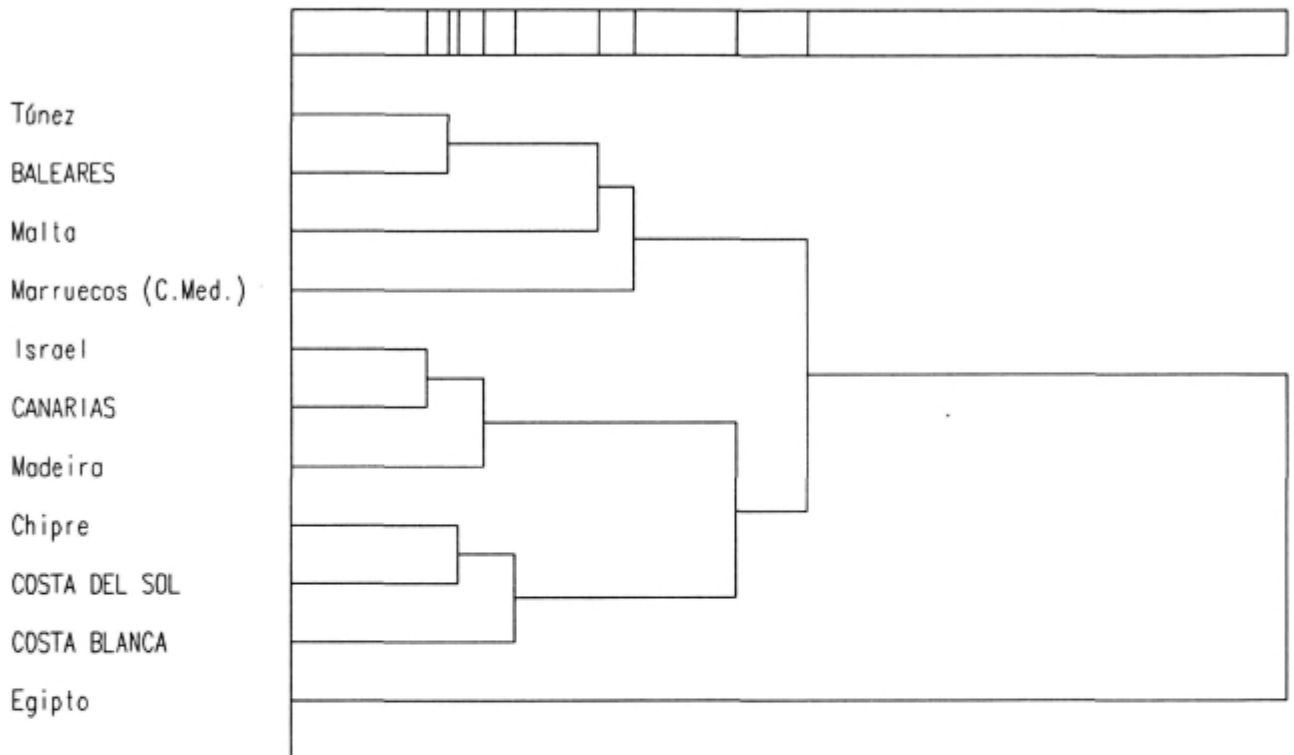 Túnez
BALEARES
Malta
Marruecos (C.Med.)
Israel
CANARIAS
Madeira
Chipre
COSTA DEL SOL
COSTA BLANCA
Egipto